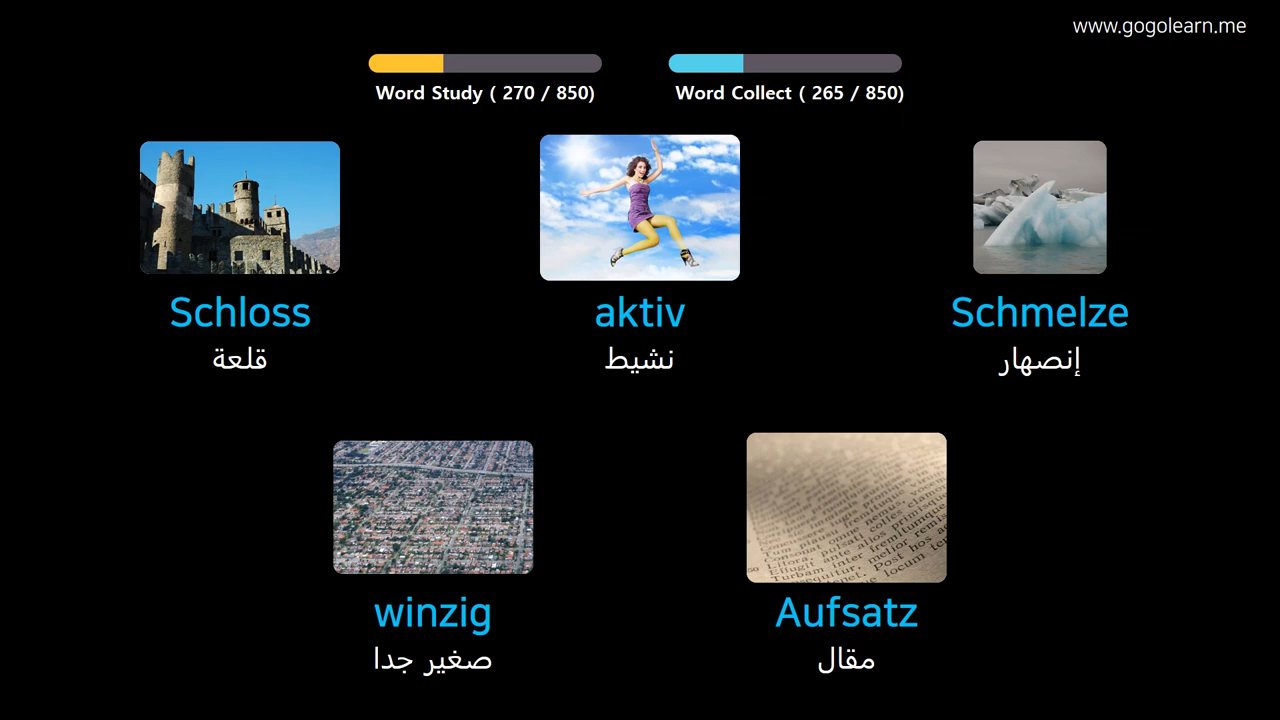 www.gogolearn.me
Word Study ( 270 / 850)
Word Collect ( 265 / 850)
Schloss
قلعة
aktiv
نشيط
Schmelze
إنصهار
winzig
صغير جدا
Aufsatz
مقال